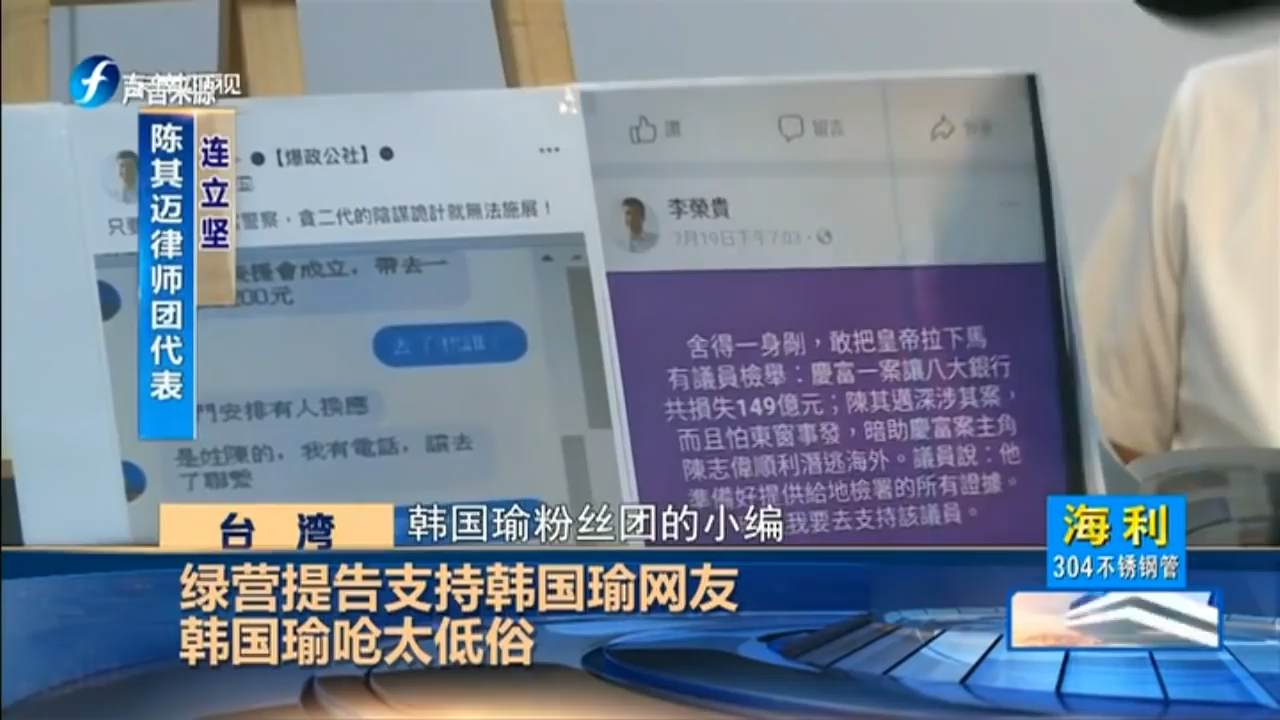 声音来源
陈其迈律师团代表
连立坚
●【爆政公社】●
警察，貪二代的陰謀詭計就無法施展！
後援會成立，帶去一
200元
門安排有人換應
是姓陳的，我有電話，讓去
了聯繫
讚
留言
李榮貴
7月19日下午7:03
舍得一身剮，敢把皇帝拉下馬
有議員檢舉：慶富一案讓八大銀行
共損失149億元；陳其邁深涉其案，
而且怕東窗事發，暗助慶富案主角
陳志偉順利潛逃海外。議員說：他
準備好提供給地檢署的所有證據。
我要去支持該議員。
台 湾
韩国瑜粉丝团的小编
绿营提告支持韩国瑜网友
韩国瑜呛太低俗
海利
304不锈钢管